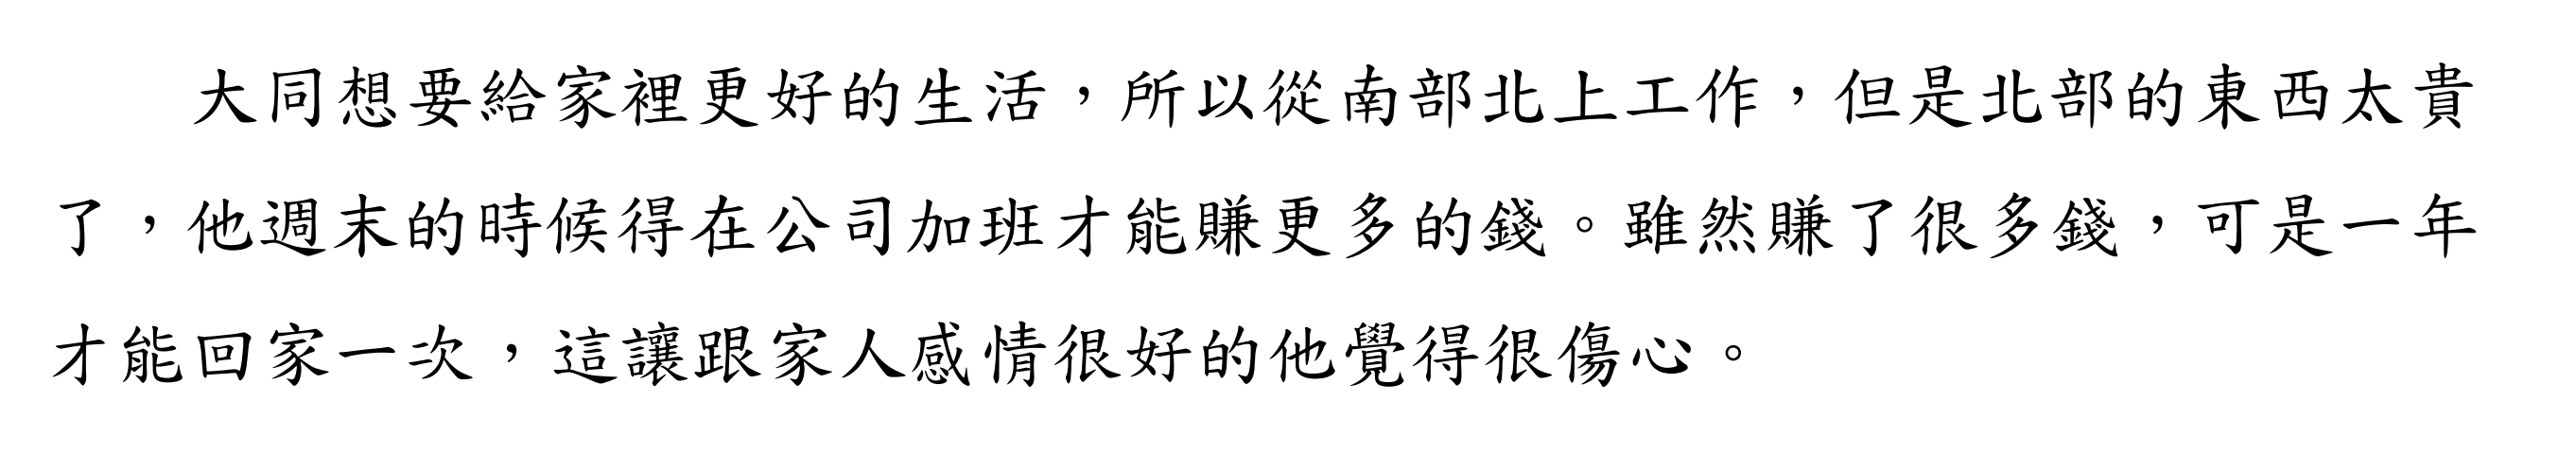 大同想要給家裡更好的生活，所以從南部北上工作，但是北部的東西太貴
了，他週末的時候得在公司加班才能賺更多的錢。雖然賺了很多錢，可是一年
才能回家一次，這讓跟家人感情很好的他覺得很傷心。